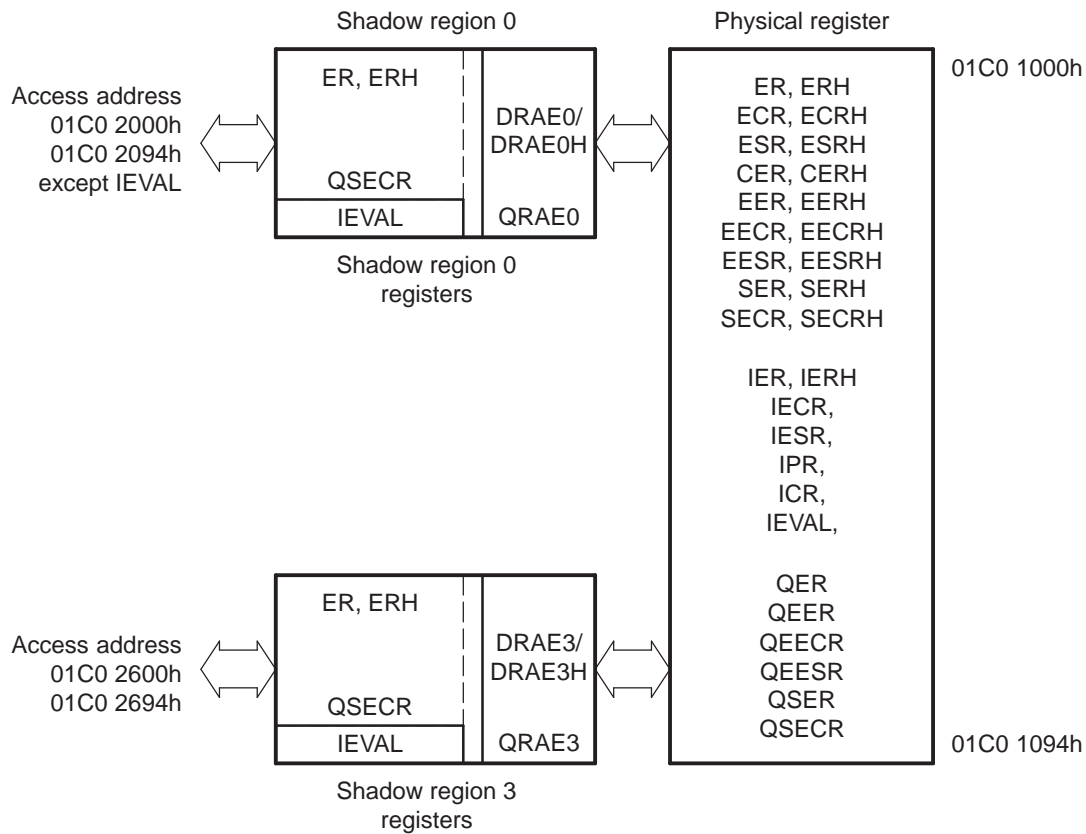 Shadow region 0
Access address
01C0 2000h
01C0 2094h
except IEVAL
ER, ERH
QSECR
IEVAL
DRAE0/
DRAE0H
QRAE0
Shadow region 0
registers
Access address
01C0 2600h
01C0 2694h
ER, ERH
QSECR
IEVAL
DRAE3/
DRAE3H
QRAE3
Shadow region 3
registers
Physical register
01C0 1000h
ER, ERH
ECR, ECRH
ESR, ESRH
CER, CERH
EER, EERH
EECR, EECRH
EESR, EESRH
SER, SERH
SECR, SECRH
IER, IERH
IECR,
IESR,
IPR,
ICR,
IEVAL,
QER
QEER
QEECR
QEESR
QSER
QSECR
01C0 1094h